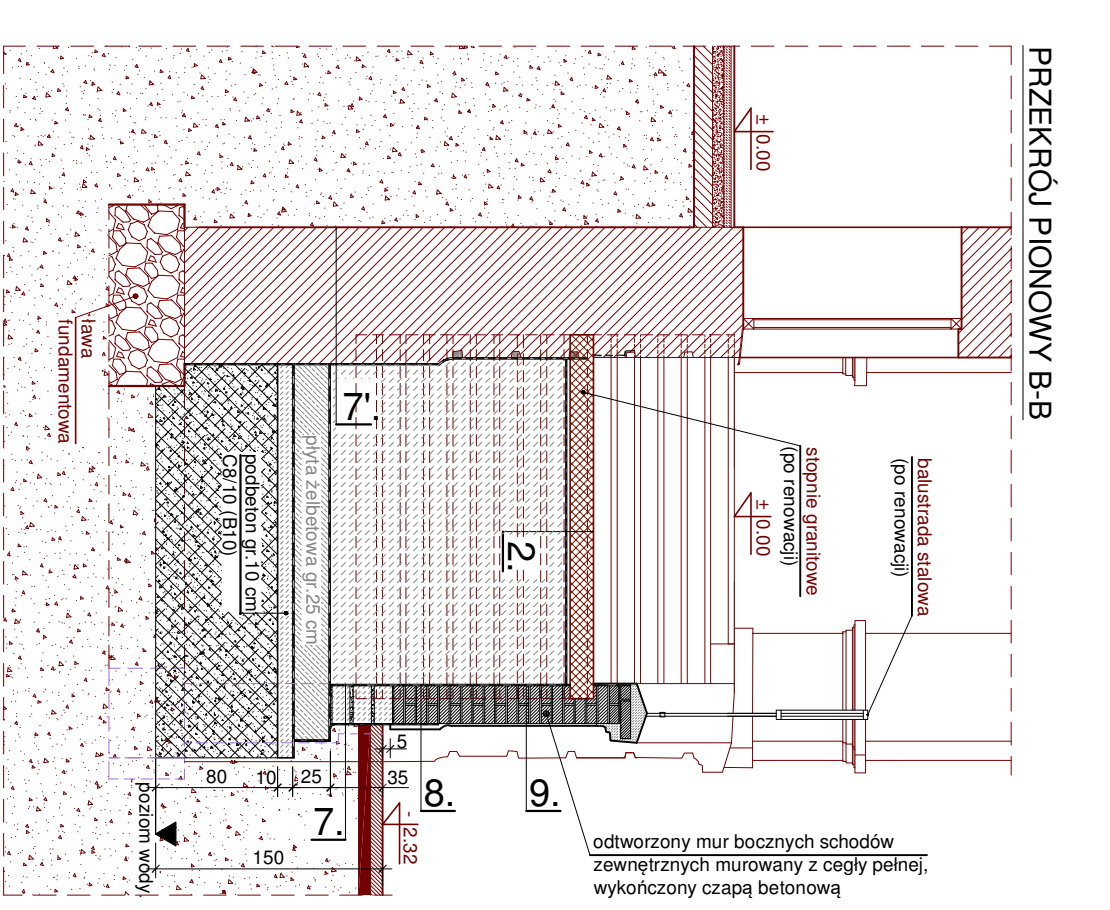 PRZEKRÓJ PIONOWY B-B
± 0.00
± 0.00
balustrada stalowa
(po renowacji)
stopnie granitowe
(po renowacji)
ława
fundamentowa
7'.
2.
płyta żelbetowa gr.25 cm
podbeton gr.10 cm
C8/10 (B10)
5
80
10
25
35
7.
8.
9.
- 2.32
150
poziom wody
odtworzony mur bocznych schodów
zewnętrznych murowany z cegły pełnej,
wykończony czapą betonową